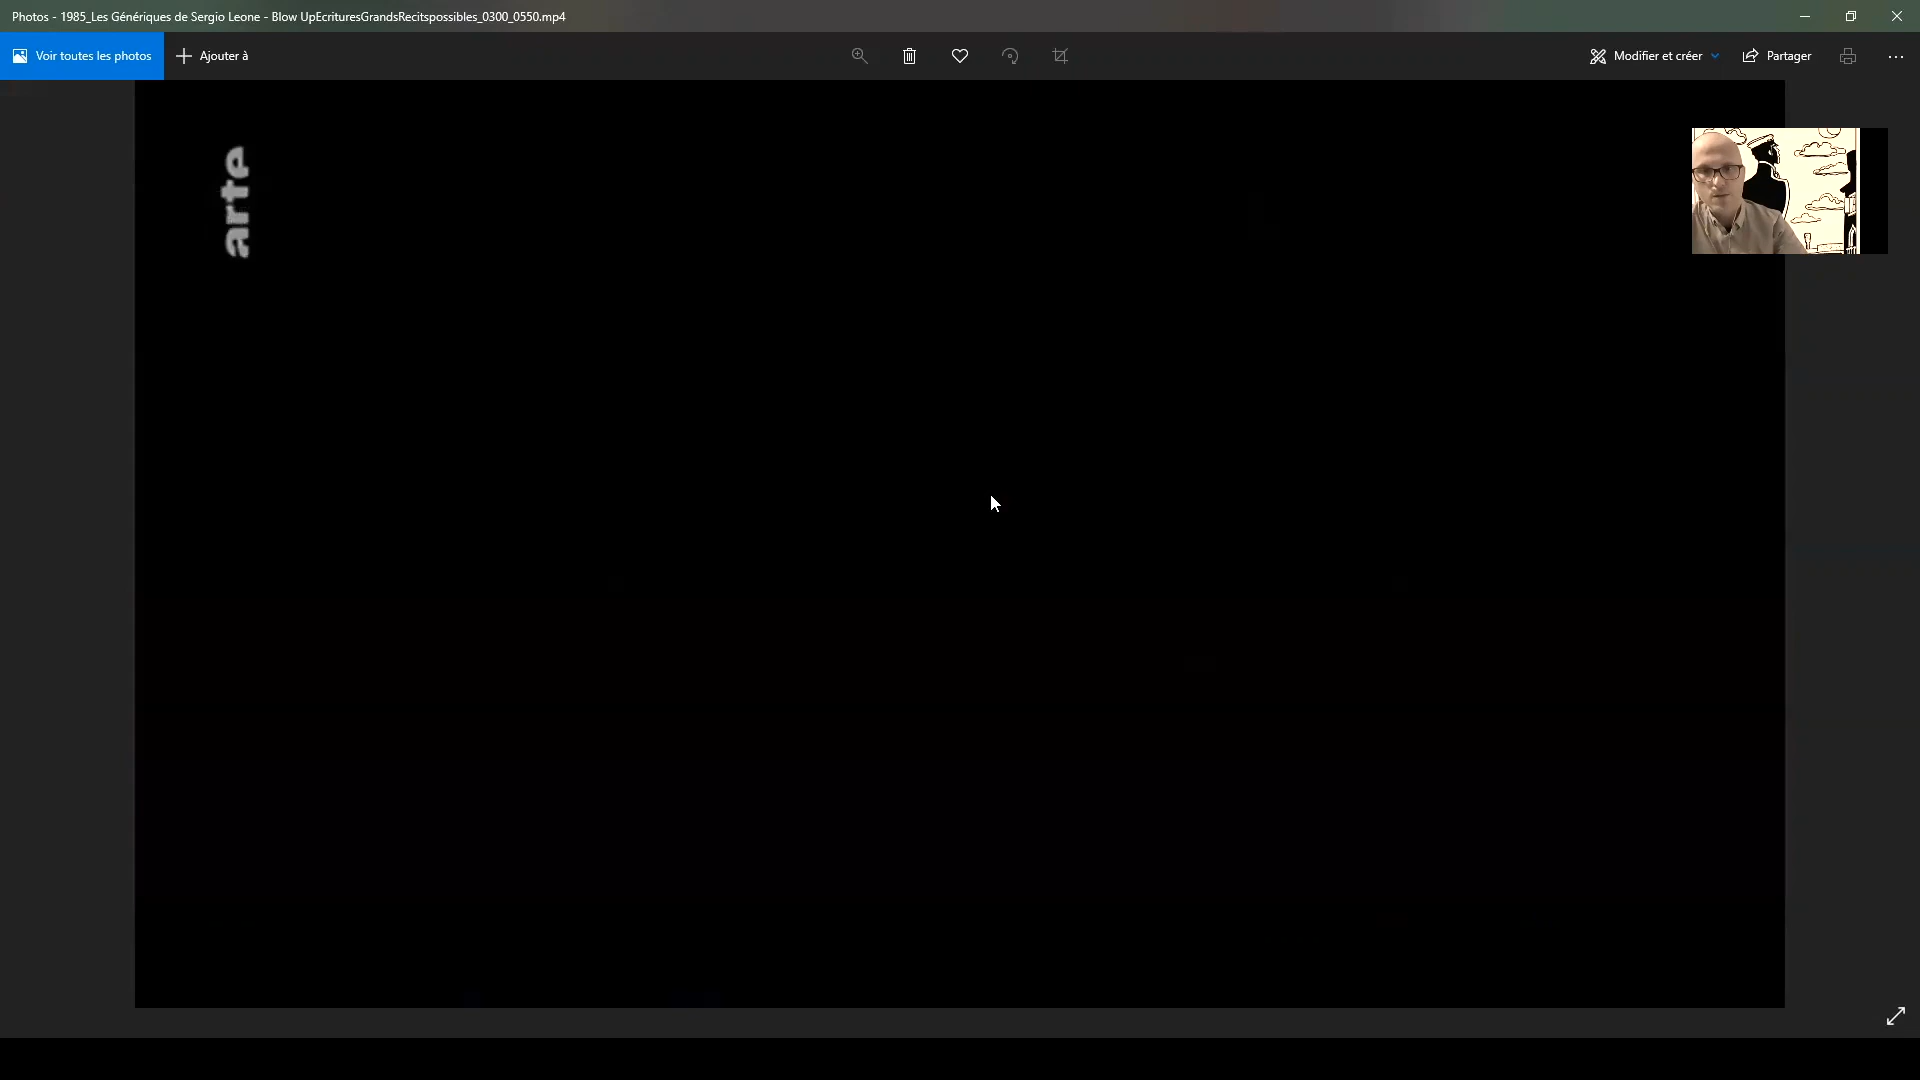 Photos - 1985_Les Génériques de Sergio Leone - Blow UpEcrituresGrandsRecitspossibles_0300_0550.mp4
Voir toutes les photos
Ajouter à
Modifier et créer
Partager
arte